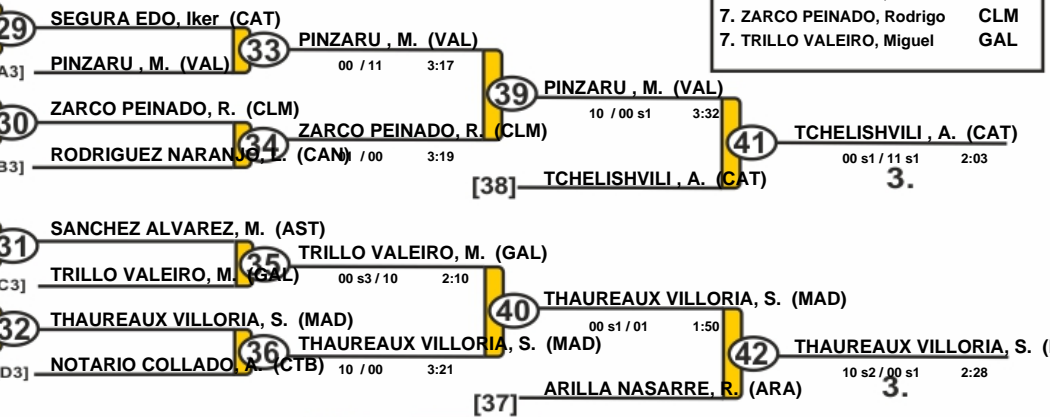 7. ZARCO PEINADO, Rodrigo CLM
7. TRILLO VALEIRO, Miguel GAL
29 SEGURA EDO, Iker (CAT)
33 PINZARU , M. (VAL)
A3] PINZARU , M. (VAL)
00 / 11 3:17
39 PINZARU , M. (VAL)
10 / 00 s1 3:32
30 ZARCO PEINADO, R. (CLM)
34 ZARCO PEINADO, R. (CLM)
B3] RODRIGUEZ NARANJO, L. (CAN)
/ 00 3:19
41 TCHELISHVILI , A. (CAT)
00 s1 / 11 s1 2:03
3.
[38] TCHELISHVILI , A. (CAT)
31 SANCHEZ ALVAREZ, M. (AST)
35 TRILLO VALEIRO, M. (GAL)
C3] TRILLO VALEIRO, M. (GAL)
00 s3 / 10 2:10
40 THAUREAUX VILLORIA, S. (MAD)
00 s1 / 01 1:50
32 THAUREAUX VILLORIA, S. (MAD)
36 THAUREAUX VILLORIA, S. (MAD)
D3] NOTARIO COLLADO, A. (CTB)
10 / 00 3:21
42 THAUREAUX VILLORIA, S. (
10 s2 / 00 s1 2:28
3.
[37] ARILLA NASARRE, R. (ARA)